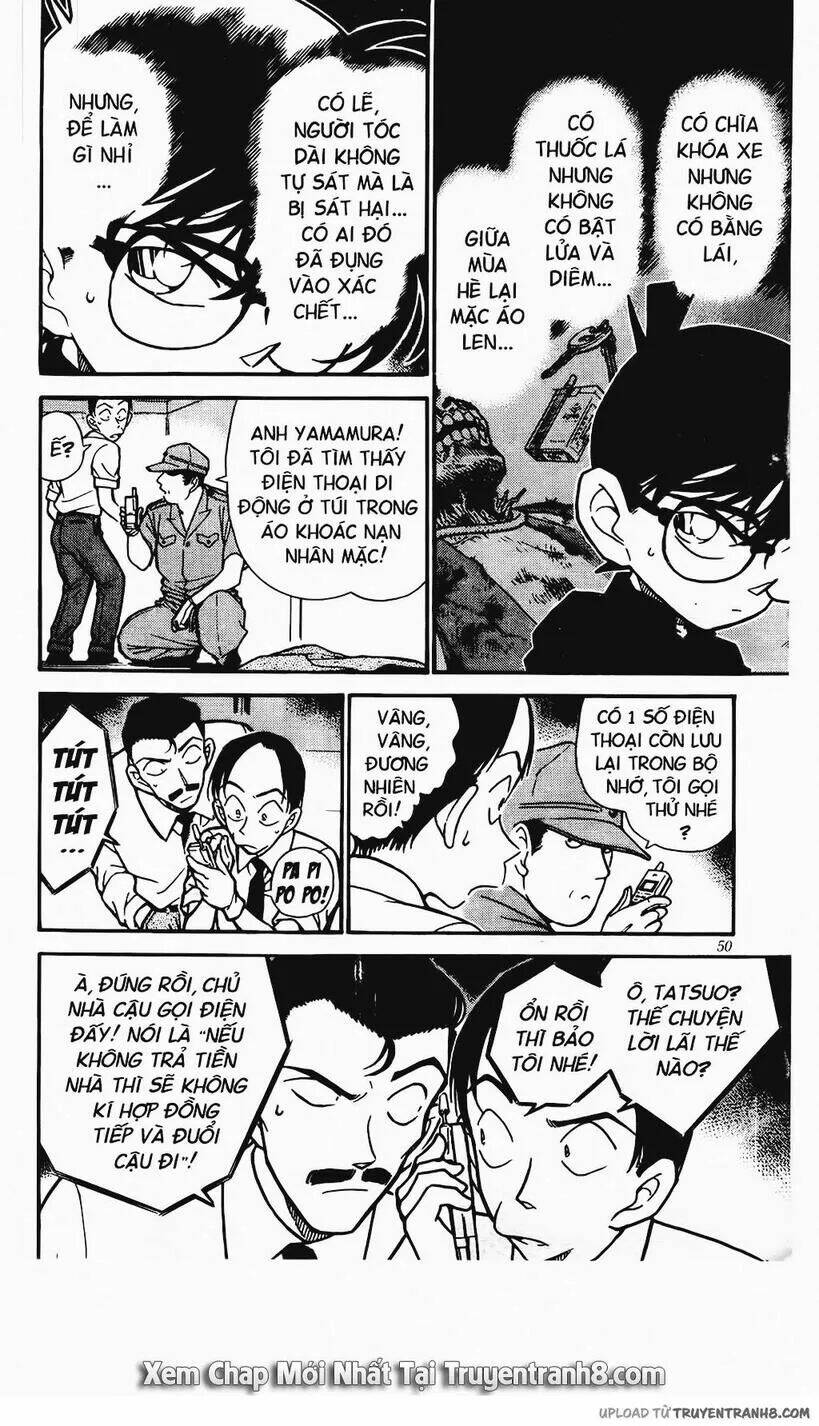 CÓ CHÌA
KHÓA XE
NHƯNG
KHÔNG
CÓ BẰNG
LÁI,
CÓ
THUỐC LÁ
NHƯNG
KHÔNG
CÓ BẬT
LỬA VÀ
DIÊM...
GIỮA
MÙA
HÈ LẠI
MẶC ÁO
LEN...
CÓ LẼ,
NGƯỜI TÓC
DÀI KHÔNG
TỰ SÁT MÀ LÀ
BỊ SÁT HẠI...
CÓ AI ĐÓ
ĐÃ ĐỤNG
VÀO XÁC
CHẾT...
NHƯNG,
ĐỂ LÀM
GÌ NHỈ
...
ANH YAMAMURA!
TÔI ĐÃ TÌM THẤY
ĐIỆN THOẠI DI
ĐỘNG Ở TÚI TRONG
ÁO KHOÁC NẠN
NHÂN MẶC!
Ế?
CÓ 1 SỐ ĐIỆN
THOẠI CÒN LƯU
LẠI TRONG BỘ
NHỚ, TÔI GỌI
THỬ NHÉ
?
VÂNG,
VÂNG,
ĐƯƠNG
NHIÊN
RỒI!
PA PI
PO PO!
TÚT
TÚT
TÚT
...
50
Ô, TATSUO?
THẾ CHUYỆN
LỜI LÃI THẾ
NÀO?
ỔN RỒI
THÌ BẢO
TÔI NHÉ!
À, ĐÚNG RỒI, CHỦ
NHÀ CẬU GỌI ĐIỆN
ĐẤY! NÓI LÀ "NẾU
KHÔNG TRẢ TIỀN
NHÀ THÌ SẼ KHÔNG
KÍ HỢP ĐỒNG
TIẾP VÀ ĐUỔI
CẬU ĐI"!
Xem Chap Mới Nhất Tại Truyentranh8.com
UPLOAD TỪ TRUYENTRANH8.COM